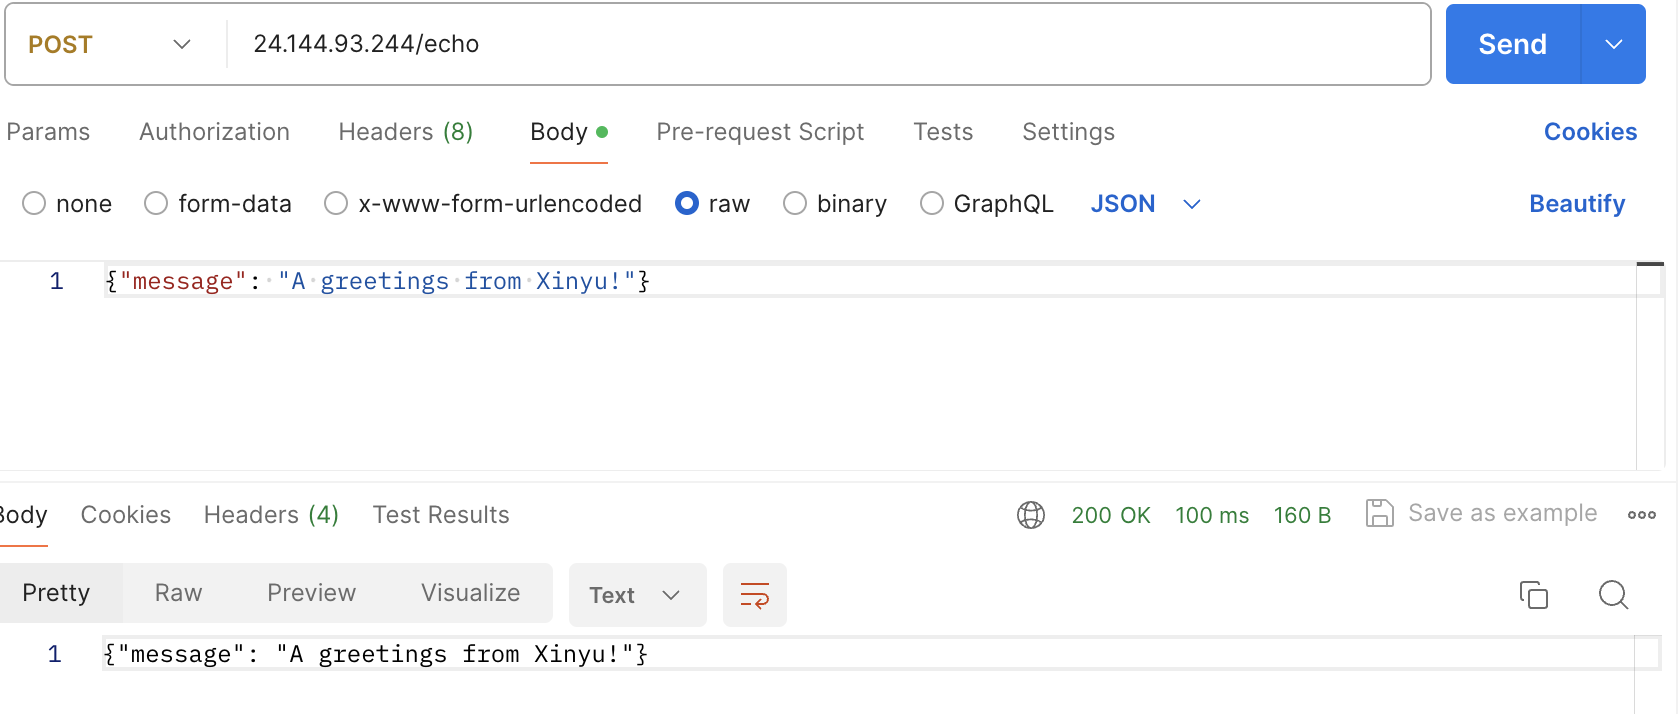 POST 24.144.93.244/echo Send
Params Authorization Headers (8) Body Pre-request Script Tests Settings Cookies
none form-data x-www-form-urlencoded raw binary GraphQL JSON Beautify
1 {"message": "A greetings from Xinyu!"}
Body Cookies Headers (4) Test Results 200 OK 100 ms 160 B Save as example
Pretty Raw Preview Visualize Text
1 {"message": "A greetings from Xinyu!"}